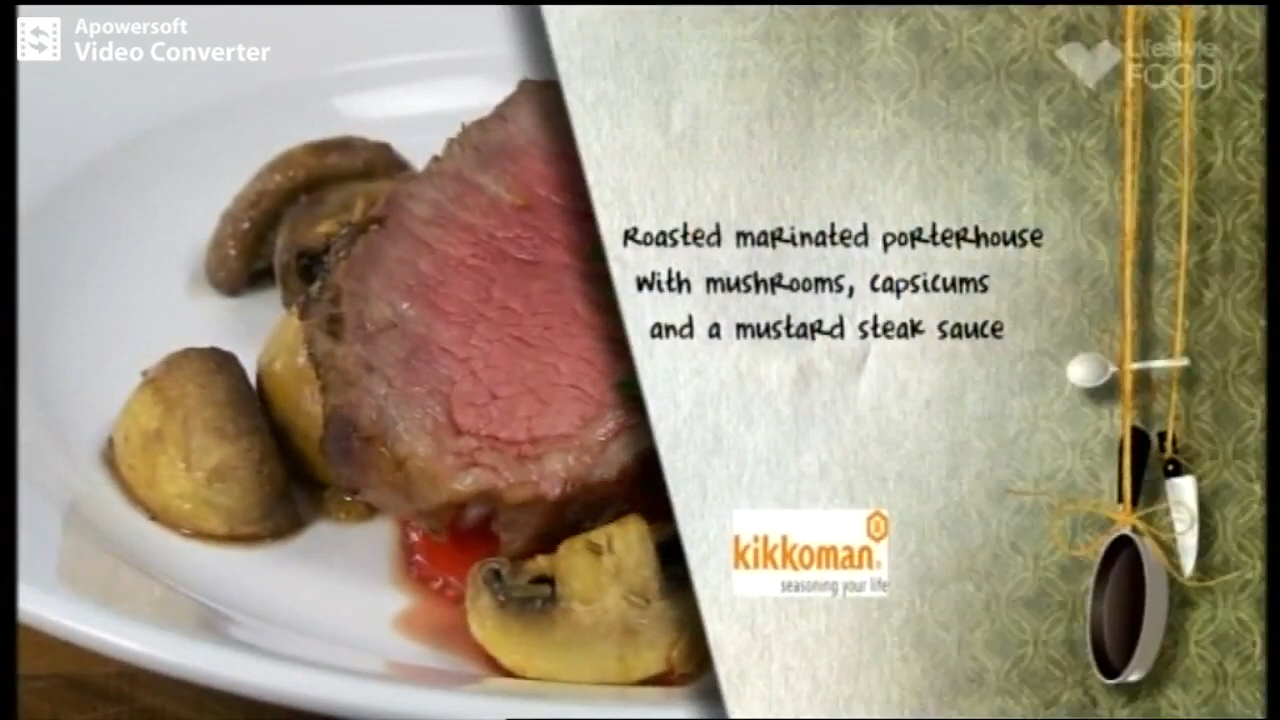 Apowersoft
Video Converter
Lifestyle
FOOD
Roasted marinated porterhouse
with mushrooms, capsicums
and a mustard steak sauce
kikkoman®
seasoning your life